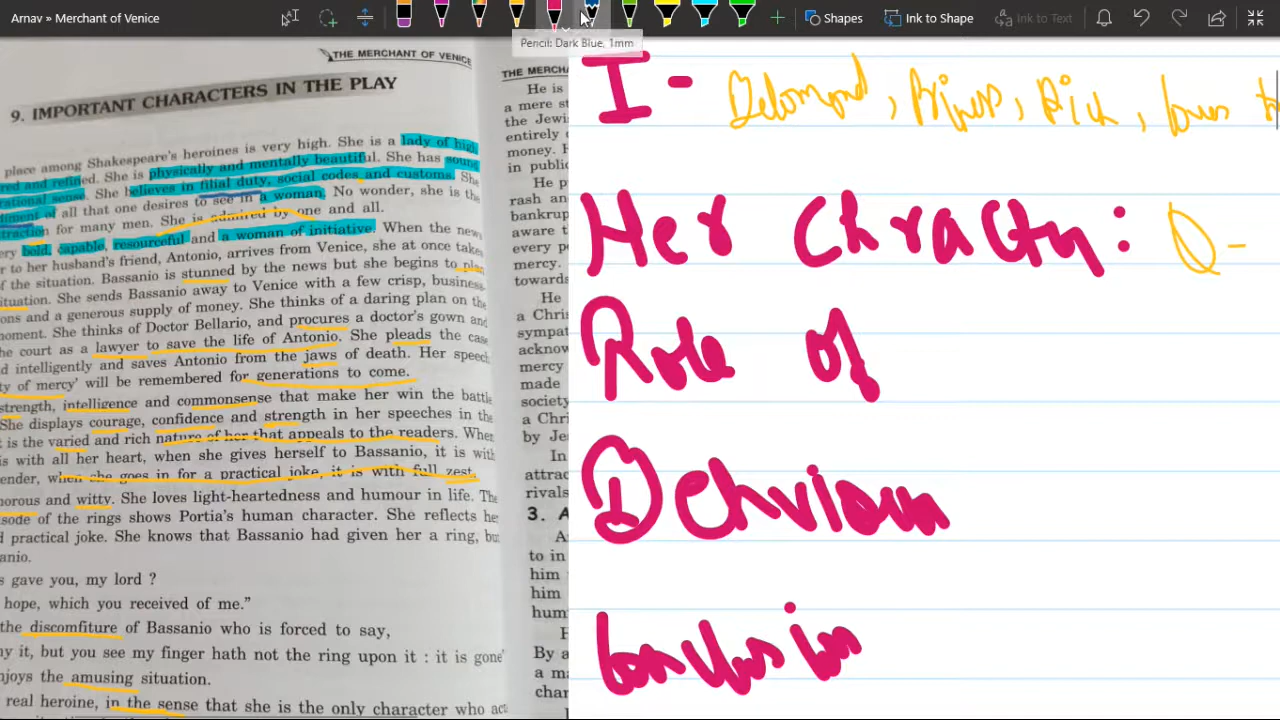 Array » Merchant of Venice
Shapes
Ink to Shape
Ink to Text
Pencil: Dark Blue, 1mm
THE MERCHANT OF VENICE
9. IMPORTANT CHARACTERS IN THE PLAY
place among Shakespeare's heroines is very high. She is a lady of high
red and refined. She is physically and mentally beautiful. She has sound
rational sense. She believes in filial duty, social codes and customs. She
diment of all that one desires to see in a woman. No wonder, she is the
traction for many men. She is admired by one and all.
ery bold, capable, resourceful and a woman of initiative. When the news
r to her husband's friend, Antonio, arrives from Venice, she at once takes
f the situation. Bassanio is stunned by the news but she begins to plan
ituation. She sends Bassanio away to Venice with a few crisp, business
ons and a generous supply of money. She thinks of a daring plan on the
moment. She thinks of Doctor Bellario, and procures a doctor's gown and
he court as a lawyer to save the life of Antonio. She pleads the case
d intelligently and saves Antonio from the jaws of death. Her speech
ty of mercy' will be remembered for generations to come.
strength, intelligence and commonsense that make her win the battle
She displays courage, confidence and strength in her speeches in the
t is the varied and rich nature of her that appeals to the readers. When
is with all her heart, when she gives herself to Bassanio, it is with
ender, when she goes in for a practical joke, it is with full zest.
norous and witty. She loves light-heartedness and humour in life. The
sode of the rings shows Portia's human character. She reflects her
d practical joke. She knows that Bassanio had given her a ring, but
anio.
s gave you, my lord ?
hope, which you received of me."
the discomfiture of Bassanio who is forced to say,
ny it, but you see my finger hath not the ring upon it : it is gone'
njoys the amusing situation.
real heroine, in the sense that she is the only character who act
THE MERCHA
He is
a mere st
the Jewi
entirely
money. H
in public
He p
rash an
bankrup
aware t
every p
mercy.
towards
He
a Chris
sympat
acknow
mercy
made
society
a Chr
by Je
In
attrac
rivals
3. A
A
to in
him
him
hum
H
By a
a ma
char
I -
Her Chracty :
Role of